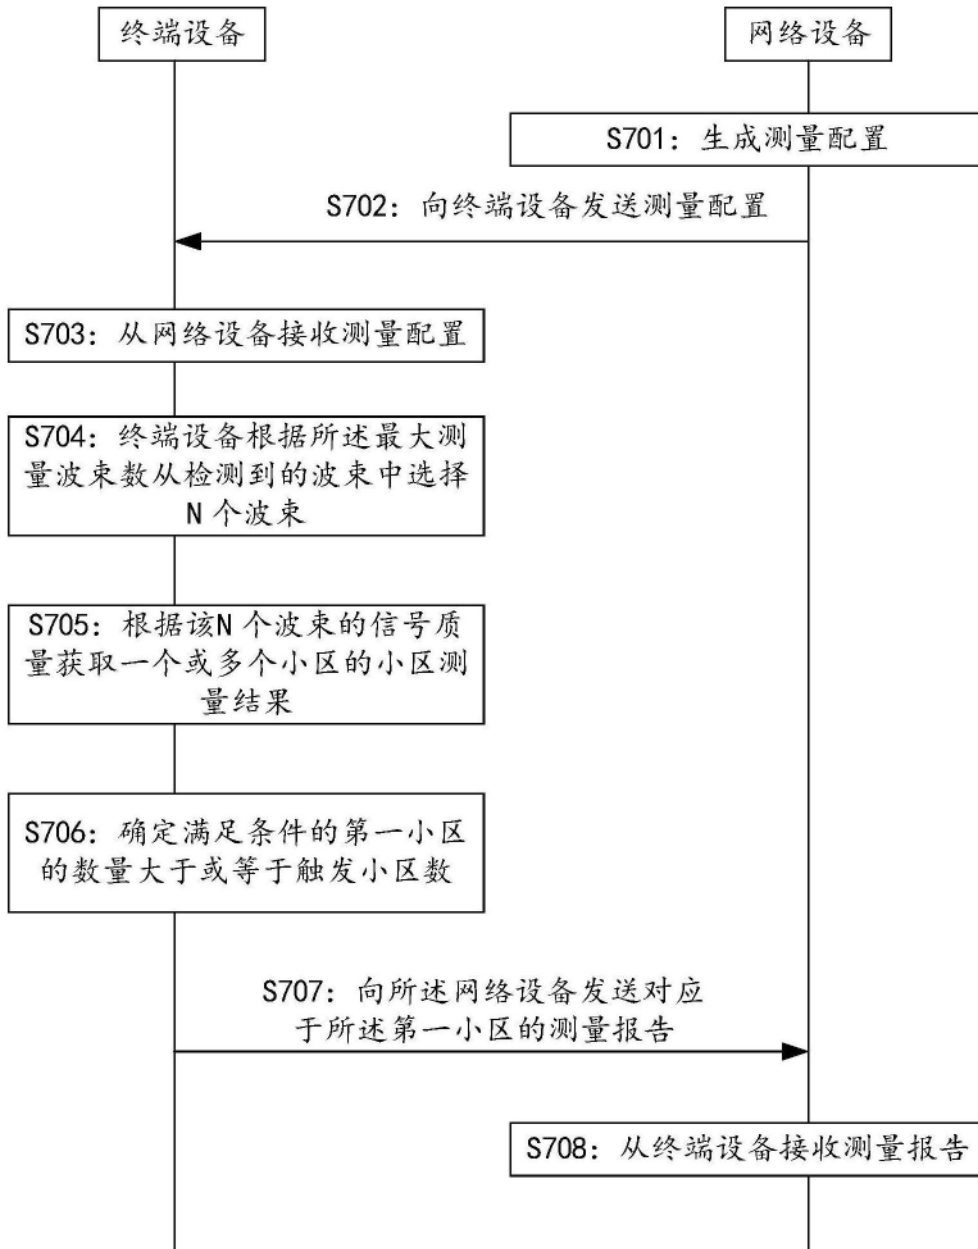 终端设备
网络设备
S701: 生成测量配置
S702: 向终端设备发送测量配置
S703: 从网络设备接收测量配置
S704: 终端设备根据所述最大测
量波束数从检测到的波束中选择
N 个波束
S705: 根据该N 个波束的信号质
量获取一个或多个小区的小区测
量结果
S706: 确定满足条件的第一小区
的数量大于或等于触发小区数
S707: 向所述网络设备发送对应
于所述第一小区的测量报告
S708: 从终端设备接收测量报告